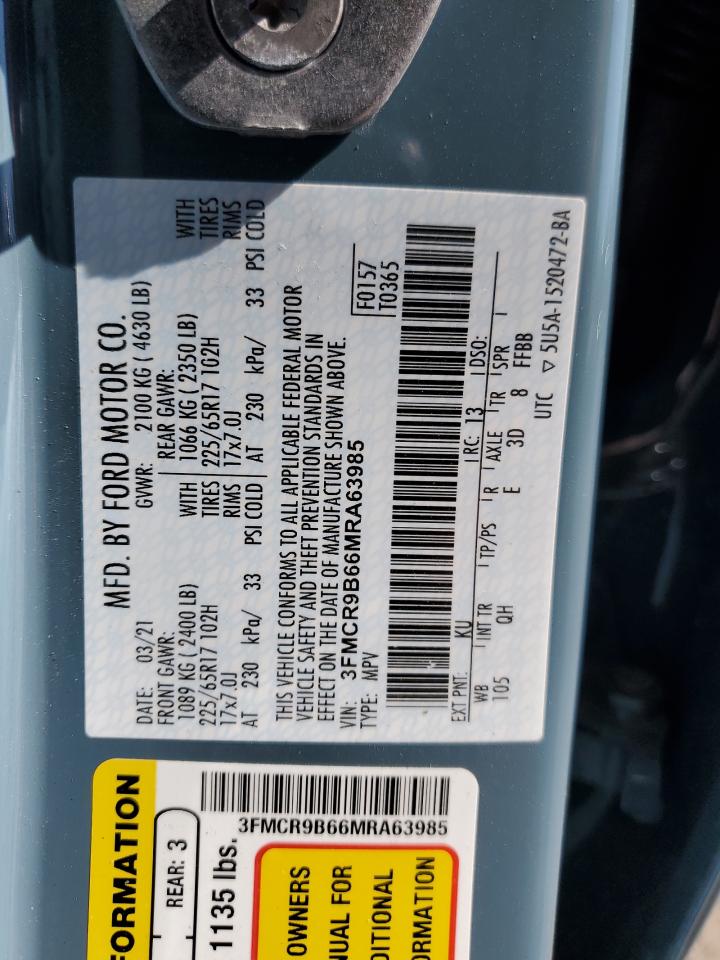 MFD. BY FORD MOTOR CO.
DATE: 03/21 GVWR: 2100 KG ( 4630 LB)
FRONT GAWR: REAR GAWR:
1089 KG ( 2400 LB) WITH 1066 KG ( 2350 LB) WITH
225/65R17 102H TIRES 225/65R17 102H TIRES
17x7.0J RIMS 17x7.0J RIMS
AT 230 kPa/ 33 PSI COLD AT 230 kPa/ 33 PSI COLD
THIS VEHICLE CONFORMS TO ALL APPLICABLE FEDERAL MOTOR
VEHICLE SAFETY AND THEFT PREVENTION STANDARDS IN
EFFECT ON THE DATE OF MANUFACTURE SHOWN ABOVE.
VIN: 3FMCR9B66MRA63985
TYPE: MPV
F0157
T0365
EXT PNT: KU RC: 13 DSO:
WB INT TR TP/PS R AXLE TR SPR
105 QH E 3D 8 FFBB
UTC ▽ 5U5A-1520472-BA
FORMATION
REAR: 3
1135 lbs.
3FMCR9B66MRA63985
OWNERS
NUAL FOR
DITIONAL
ORMATION